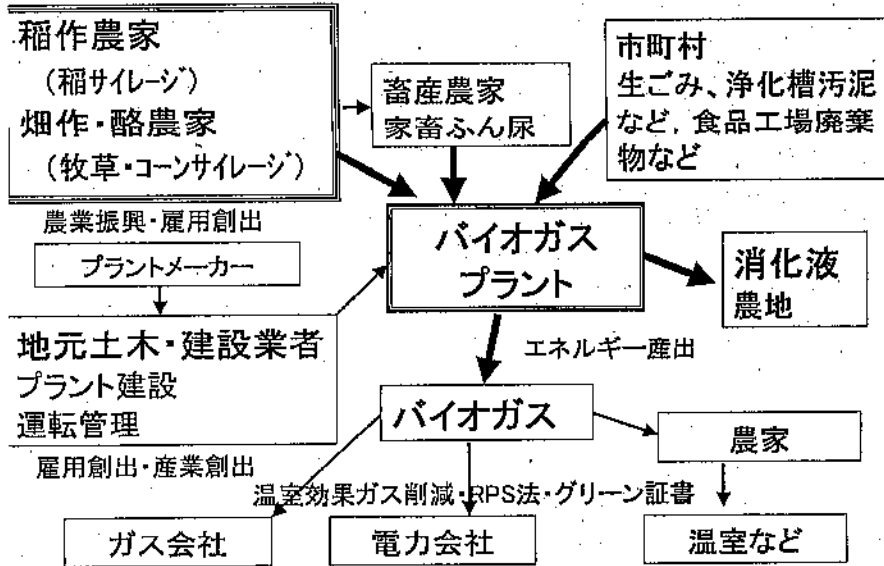 稲作農家
(稲サイレージ)
畑作・酪農家
(牧草・コーンサイレージ)
農業振興・雇用創出
畜産農家
家畜ふん尿
市町村
生ごみ、浄化槽汚泥
など, 食品工場廃棄
物など
プラントメーカー
バイオガス
プラント
消化液
農地
地元土木・建設業者
プラント建設
運転管理
雇用創出・産業創出
エネルギー産出
バイオガス
農家
温室効果ガス削減・RPS法・グリーン証書
ガス会社
電力会社
温室など